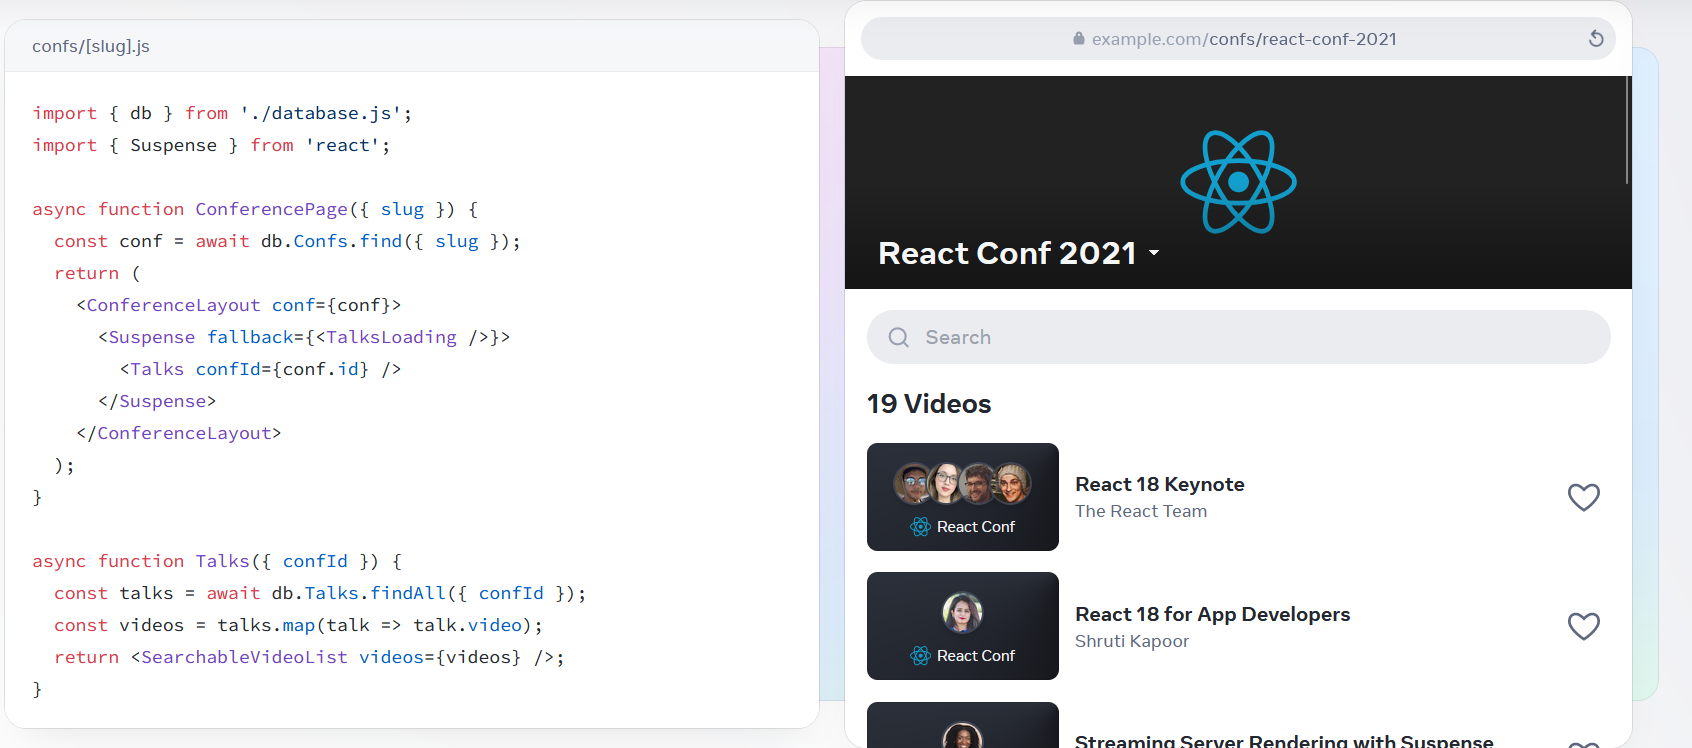 confs/[slug].js
import { db } from './database.js';
import { Suspense } from 'react';
async function ConferencePage({ slug }) {
const conf = await db.Confs.find({ slug });
return (
<ConferenceLayout conf={conf}>
<Suspense fallback={<TalksLoading />}>
<Talks confId={conf.id} />
</Suspense>
</ConferenceLayout>
);
}
async function Talks({ confId }) {
const talks = await db.Talks.findAll({ confId });
const videos = talks.map(talk => talk.video);
return <SearchableVideoList videos={videos} />;
}
example.com/confs/react-conf-2021
React Conf 2021
Search
19 Videos
React Conf
React 18 Keynote
The React Team
React Conf
React 18 for App Developers
Shruti Kapoor
Streaming Server Rendering with Suspense